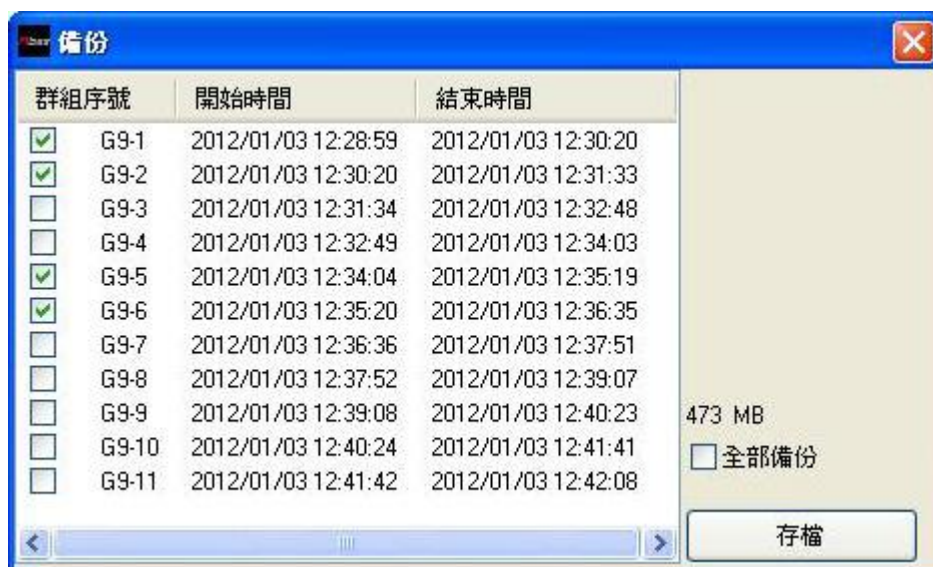 備份
群組序號 開始時間 結束時間
G9-1 2012/01/03 12:28:59 2012/01/03 12:30:20
G9-2 2012/01/03 12:30:20 2012/01/03 12:31:33
G9-3 2012/01/03 12:31:34 2012/01/03 12:32:48
G9-4 2012/01/03 12:32:49 2012/01/03 12:34:03
G9-5 2012/01/03 12:34:04 2012/01/03 12:35:19
G9-6 2012/01/03 12:35:20 2012/01/03 12:36:35
G9-7 2012/01/03 12:36:36 2012/01/03 12:37:51
G9-8 2012/01/03 12:37:52 2012/01/03 12:39:07
G9-9 2012/01/03 12:39:08 2012/01/03 12:40:23
G9-10 2012/01/03 12:40:24 2012/01/03 12:41:41
G9-11 2012/01/03 12:41:42 2012/01/03 12:42:08
473 MB
全部備份
存檔